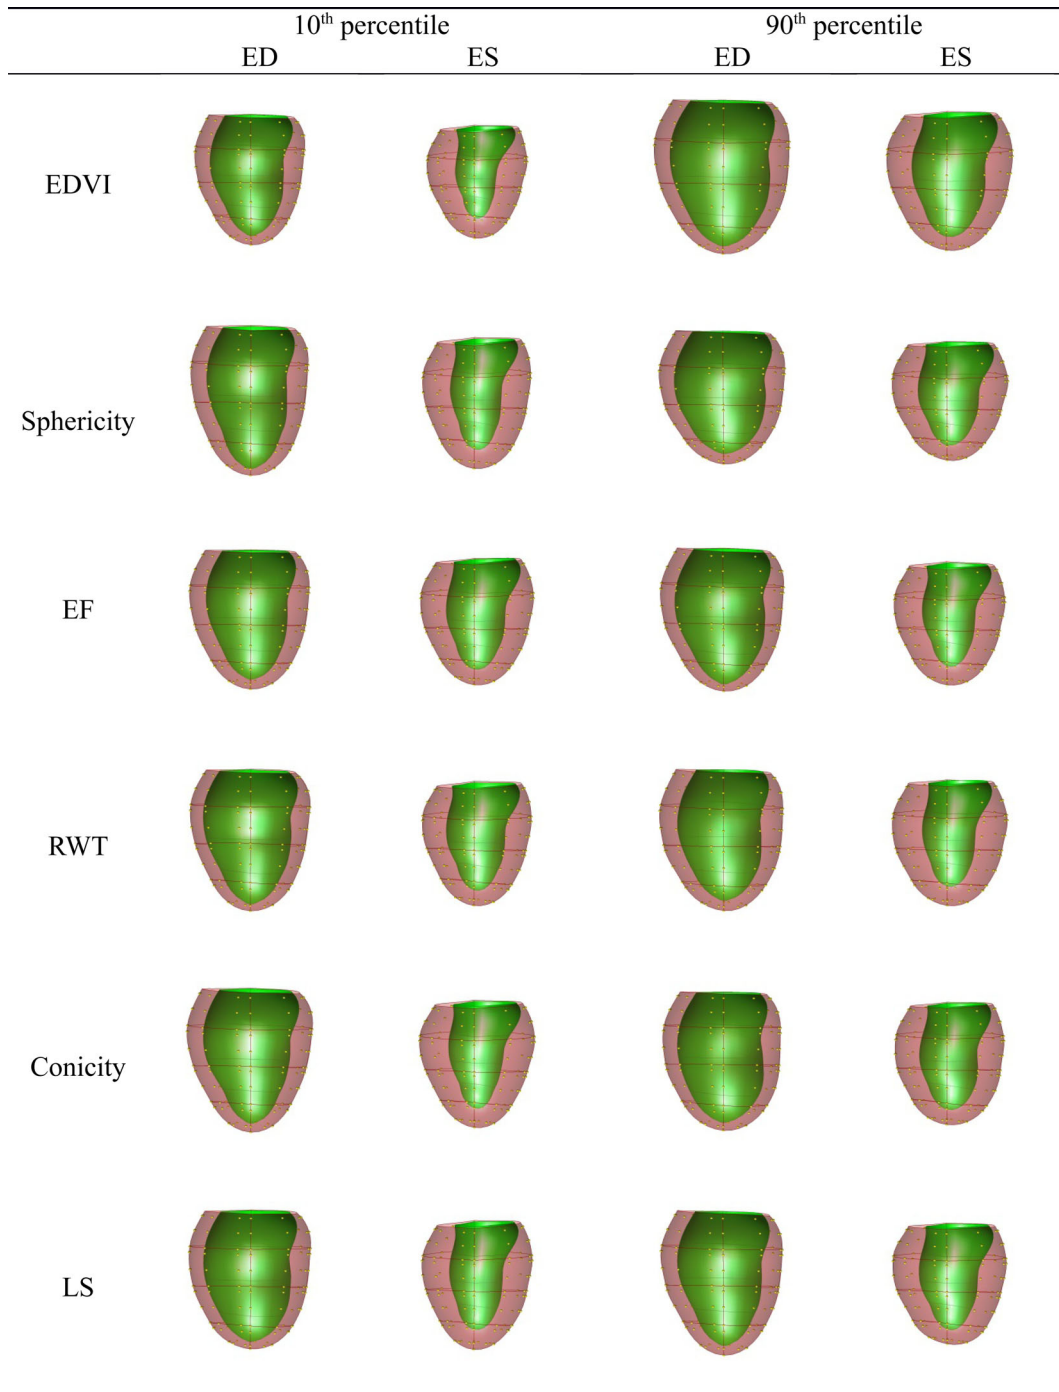 10th percentile 90th percentile
ED ES ED ES
EDVI
Sphericity
EF
RWT
Conicity
LS